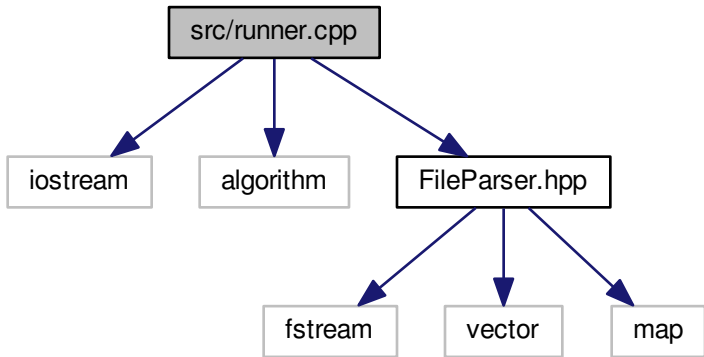 src/runner.cpp
iostream
algorithm
FileParser.hpp
fstream
vector
map